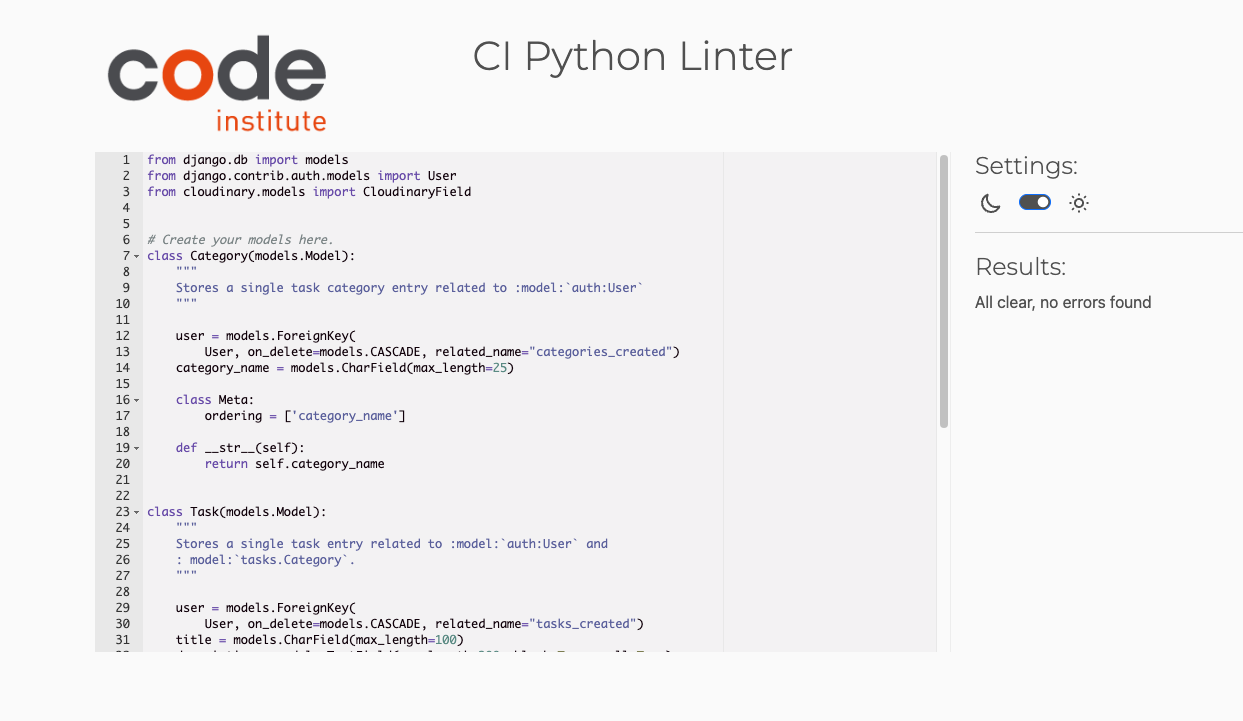 code
institute
CI Python Linter
1 from django.db import models
2 from django.contrib.auth.models import User
3 from cloudinary.models import CloudinaryField
4
5
6 # Create your models here.
7 class Category(models.Model):
8     """
9     Stores a single task category entry related to :model:`auth:User`
10     """
11
12     user = models.ForeignKey(
13         User, on_delete=models.CASCADE, related_name="categories_created")
14     category_name = models.CharField(max_length=25)
15
16     class Meta:
17         ordering = ['category_name']
18
19     def __str__(self):
20         return self.category_name
21
22
23 class Task(models.Model):
24     """
25     Stores a single task entry related to :model:`auth:User` and
26     : model:`tasks.Category`.
27     """
28
29     user = models.ForeignKey(
30         User, on_delete=models.CASCADE, related_name="tasks_created")
31     title = models.CharField(max_length=100)
Settings:
Results:
All clear, no errors found